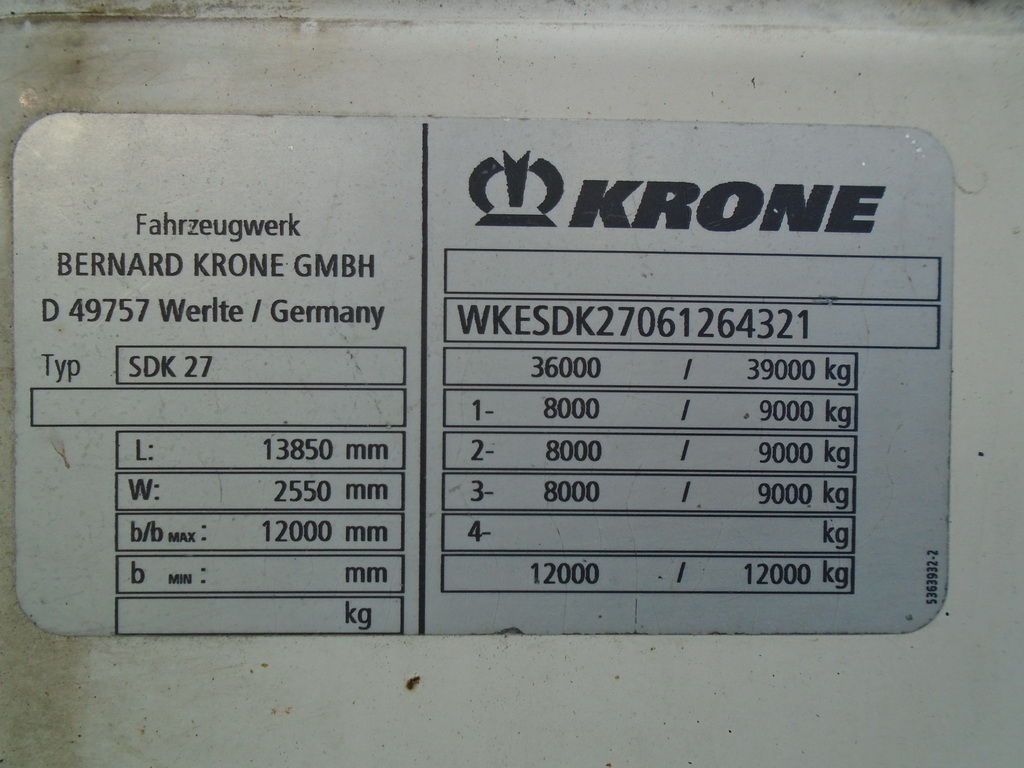 Fahrzeugwerk
BERNARD KRONE GMBH
D 49757 Werlte / Germany
Typ SDK 27
L: 13850 mm
W: 2550 mm
b/b MAX : 12000 mm
b MIN : mm
kg
KRONE
WKESDK27061264321
36000 / 39000 kg
1- 8000 / 9000 kg
2- 8000 / 9000 kg
3- 8000 / 9000 kg
4- kg
12000 / 12000 kg
5363932-2